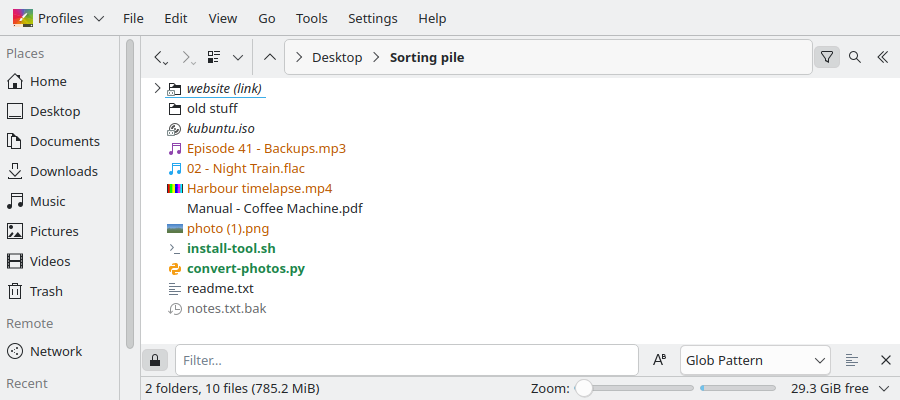 Profiles File Edit View Go Tools Settings Help
Places
Home
Desktop
Documents
Downloads
Music
Pictures
Videos
Trash
Remote
Network
Recent
Desktop Sorting pile
website (link)
old stuff
kubuntu.iso
Episode 41 - Backups.mp3
02 - Night Train.flac
Harbour timelapse.mp4
Manual - Coffee Machine.pdf
photo (1).png
install-tool.sh
convert-photos.py
readme.txt
notes.txt.bak
Filter... Glob Pattern
2 folders, 10 files (785.2 MiB) Zoom: 29.3 GiB free